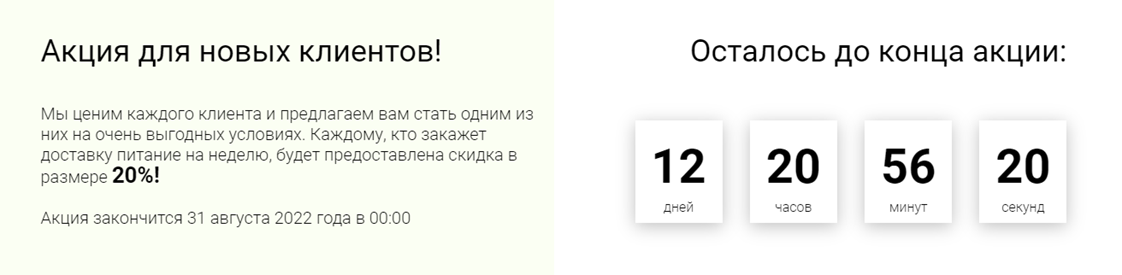 Акция для новых клиентов!
Мы ценим каждого клиента и предлагаем вам стать одним из
них на очень выгодных условиях. Каждому, кто закажет
доставку питание на неделю, будет предоставлена скидка в
размере 20%!
Акция закончится 31 августа 2022 года в 00:00
Осталось до конца акции:
12 20 56 20
дней часов минут секунд